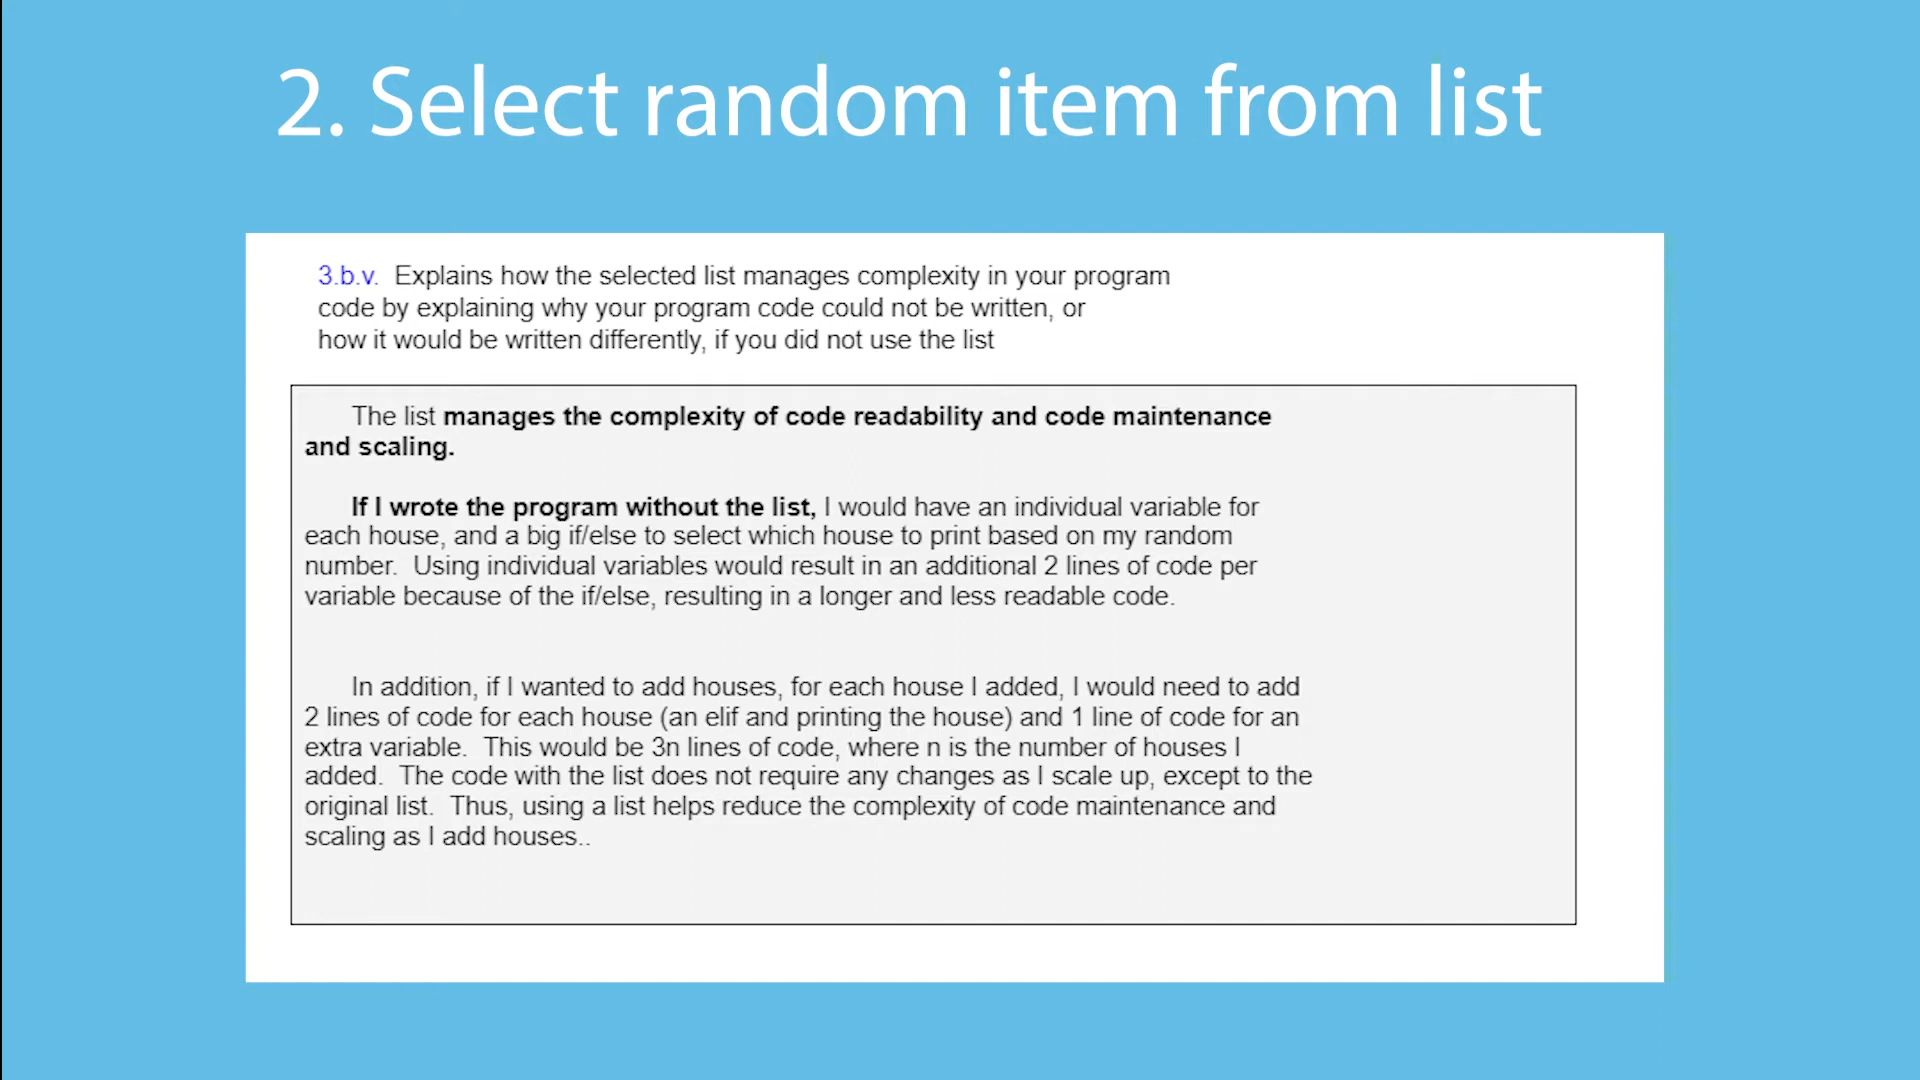 2. Select random item from list
3.b.v.  Explains how the selected list manages complexity in your program
code by explaining why your program code could not be written, or
how it would be written differently, if you did not use the list
The list manages the complexity of code readability and code maintenance
and scaling.
If I wrote the program without the list, I would have an individual variable for
each house, and a big if/else to select which house to print based on my random
number.  Using individual variables would result in an additional 2 lines of code per
variable because of the if/else, resulting in a longer and less readable code.
In addition, if I wanted to add houses, for each house I added, I would need to add
2 lines of code for each house (an elif and printing the house) and 1 line of code for an
extra variable.  This would be 3n lines of code, where n is the number of houses I
added.  The code with the list does not require any changes as I scale up, except to the
original list.  Thus, using a list helps reduce the complexity of code maintenance and
scaling as I add houses..